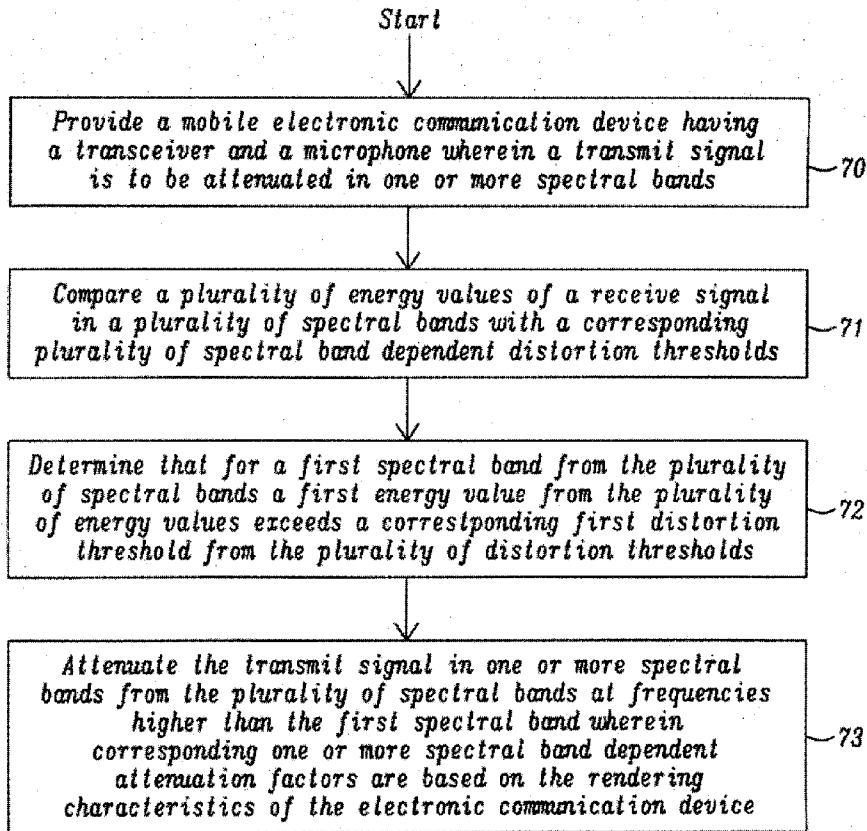 Start
Provide a mobile electronic communication device having
a transceiver and a microphone wherein a transmit signal
is to be attenuated in one or more spectral bands
70
Compare a plurality of energy values of a receive signal
in a plurality of spectral bands with a corresponding
plurality of spectral band dependent distortion thresholds
71
Determine that for a first spectral band from the plurality
of spectral bands a first energy value from the plurality
of energy values exceeds a correstponding first distortion
threshold from the plurality of distortion thresholds
72
Attenuate the transmit signal in one or more spectral
bands from the plurality of spectral bands at frequencies
higher than the first spectral band wherein
corresponding one or more spectral band dependent
attenuation factors are based on the rendering
characteristics of the electronic communication device
73